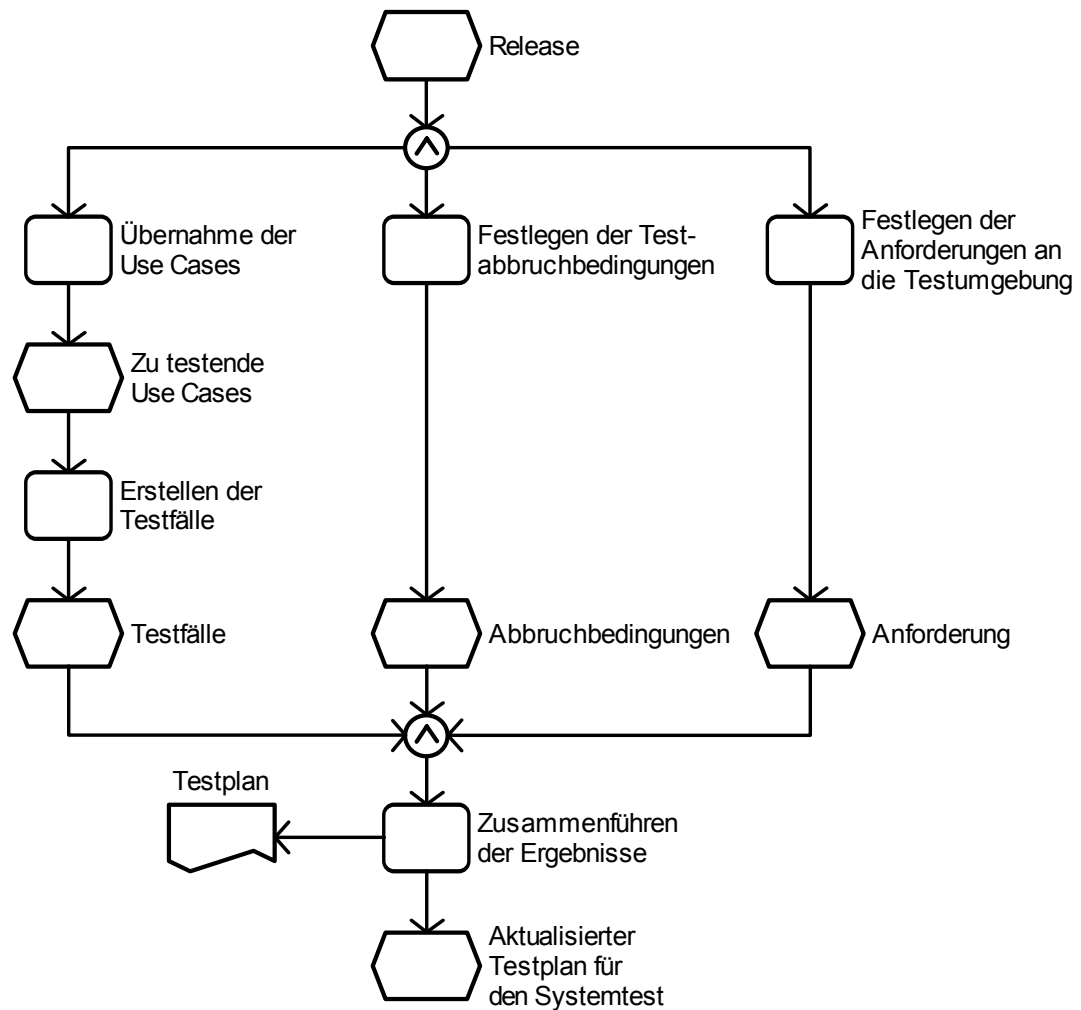 Release
Übernahme der
Use Cases
Festlegen der Test-
abbruchbedingungen
Festlegen der
Anforderungen an
die Testumgebung
Zu testende
Use Cases
Erstellen der
Testfälle
Testfälle
Abbruchbedingungen
Anforderung
Testplan
Zusammenführen
der Ergebnisse
Aktualisierter
Testplan für
den Systemtest